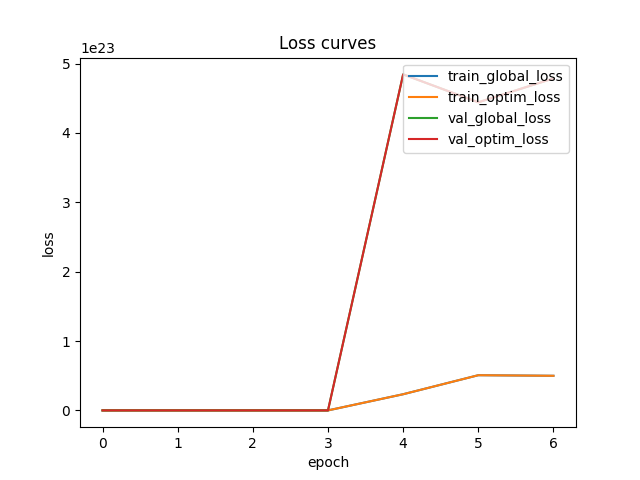 Loss curves
1e23
5
4
3
2
1
0
loss
train_global_loss
train_optim_loss
val_global_loss
val_optim_loss
0 1 2 3 4 5 6
epoch